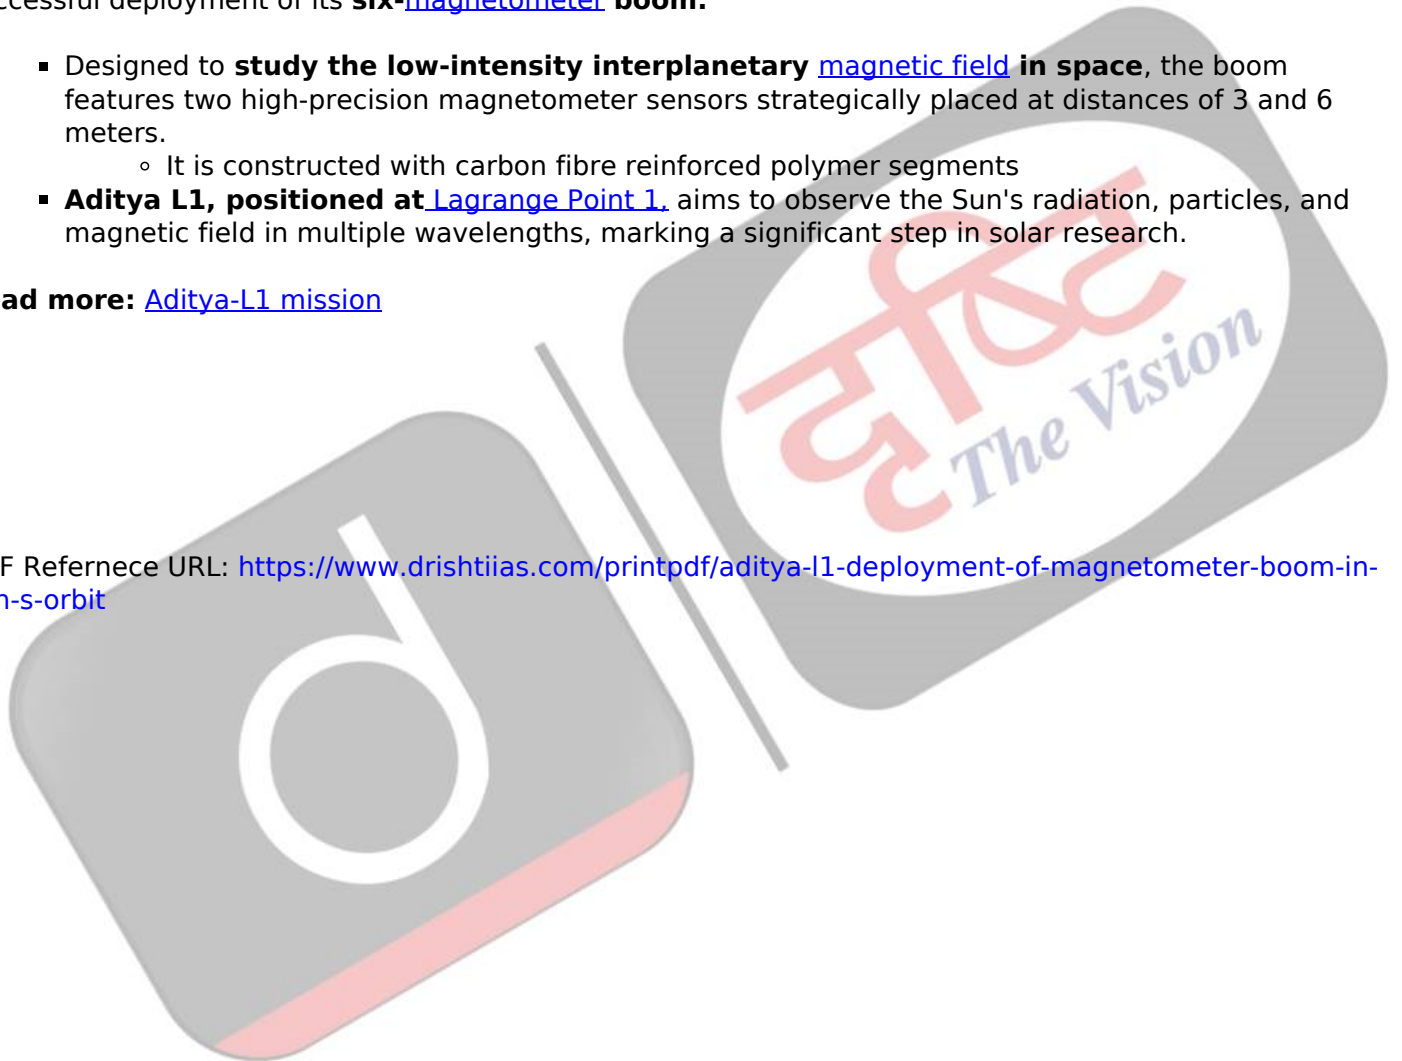 ccessful deployment of its six-magnetometer boom.
▪ Designed to study the low-intensity interplanetary magnetic field in space, the boom
features two high-precision magnetometer sensors strategically placed at distances of 3 and 6
meters.
◦ It is constructed with carbon fibre reinforced polymer segments
▪ Aditya L1, positioned at Lagrange Point 1, aims to observe the Sun's radiation, particles, and
magnetic field in multiple wavelengths, marking a significant step in solar research.
ad more: Aditya-L1 mission
दृष्टि
The Vision
F Refernece URL: https://www.drishtiias.com/printpdf/aditya-l1-deployment-of-magnetometer-boom-in-
n-s-orbit
d